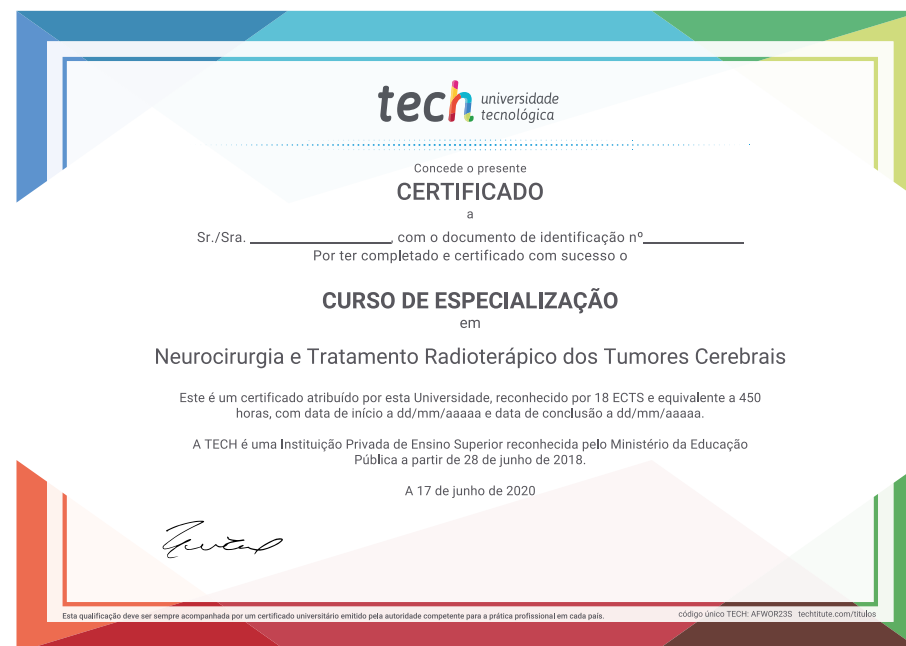 tech universidade
tecnológica
Concede o presente
CERTIFICADO
a
Sr./Sra. ____________________, com o documento de identificação nº______________
Por ter completado e certificado com sucesso o
CURSO DE ESPECIALIZAÇÃO
em
Neurocirurgia e Tratamento Radioterápico dos Tumores Cerebrais
Este é um certificado atribuído por esta Universidade, reconhecido por 18 ECTS e equivalente a 450
horas, com data de início a dd/mm/aaaaa e data de conclusão a dd/mm/aaaaa.
A TECH é uma Instituição Privada de Ensino Superior reconhecida pelo Ministério da Educação
Pública a partir de 28 de junho de 2018.
A 17 de junho de 2020
Esta qualificação deve ser sempre acompanhada por um certificado universitário emitido pela autoridade competente para a prática profissional em cada país.
código único TECH: AFWOR23S techtitute.com/titulos